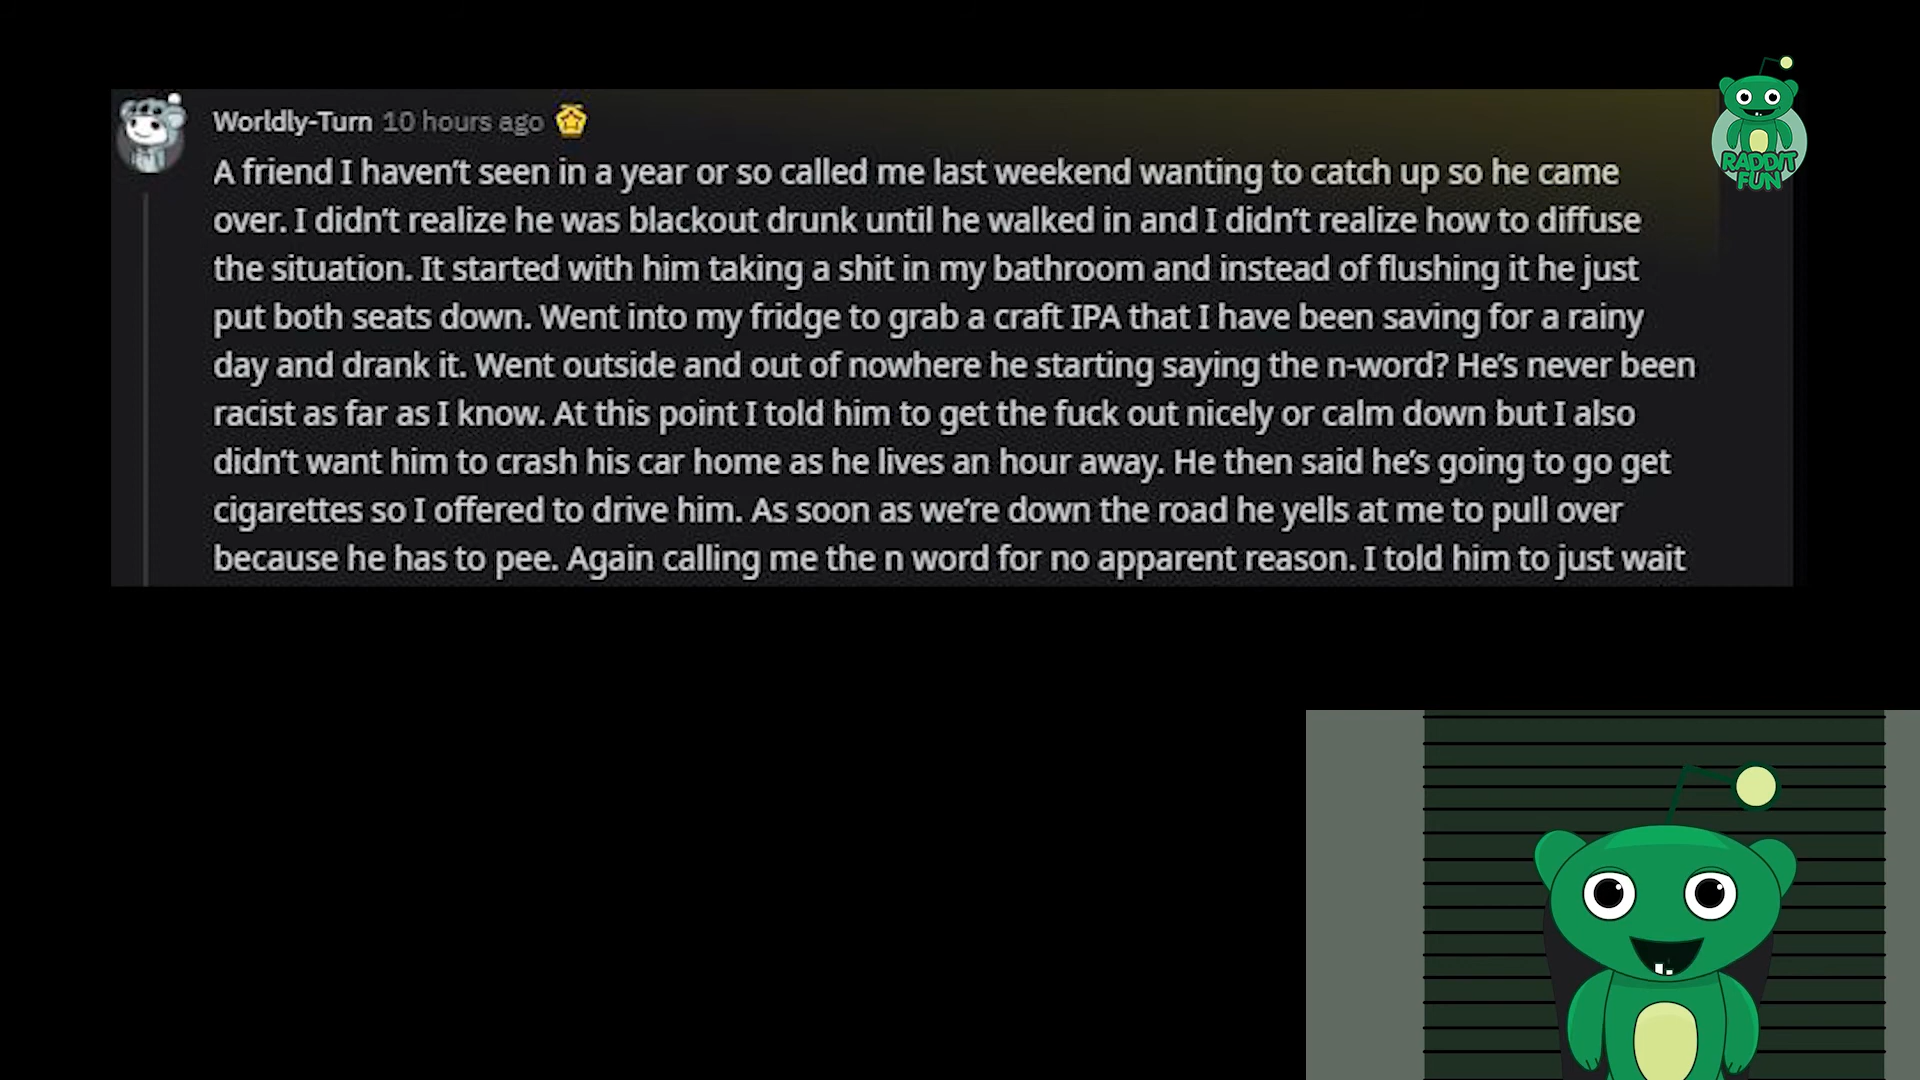 Worldly-Turn 10 hours ago
A friend I haven't seen in a year or so called me last weekend wanting to catch up so he came
over. I didn't realize he was blackout drunk until he walked in and I didn't realize how to diffuse
the situation. It started with him taking a shit in my bathroom and instead of flushing it he just
put both seats down. Went into my fridge to grab a craft IPA that I have been saving for a rainy
day and drank it. Went outside and out of nowhere he starting saying the n-word? He's never been
racist as far as I know. At this point I told him to get the fuck out nicely or calm down but I also
didn't want him to crash his car home as he lives an hour away. He then said he's going to go get
cigarettes so I offered to drive him. As soon as we're down the road he yells at me to pull over
because he has to pee. Again calling me the n word for no apparent reason. I told him to just wait
RADDIT
FUN